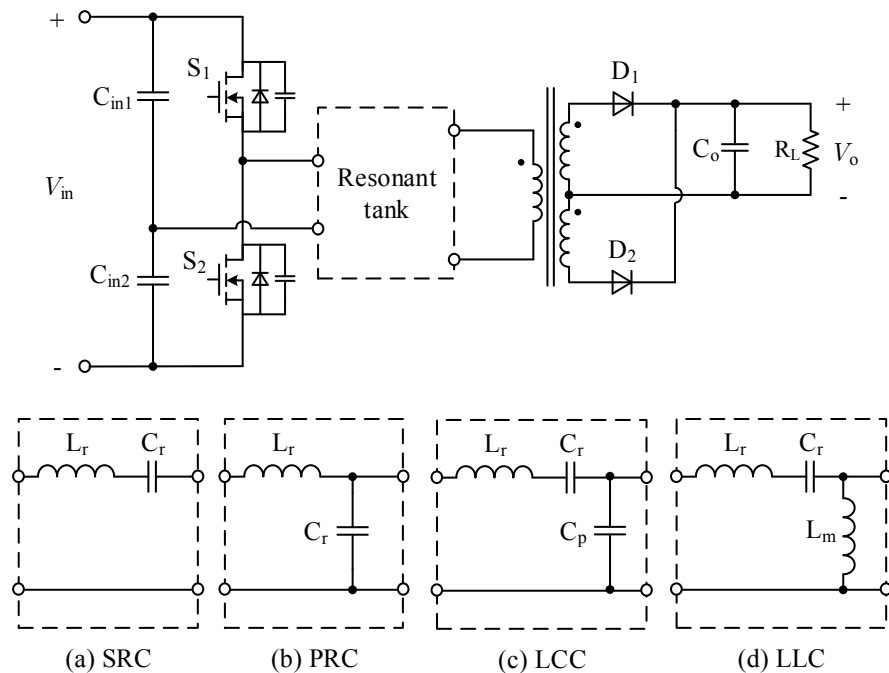 +
S1
D1
Cin1
+
Vin
Resonant
tank
Co
RL
Vo
-
S2
D2
Cin2
-
Lr
Cr
Lr
Cr
Lr
Cr
Cp
Lr
Cr
Lm
(a) SRC
(b) PRC
(c) LCC
(d) LLC